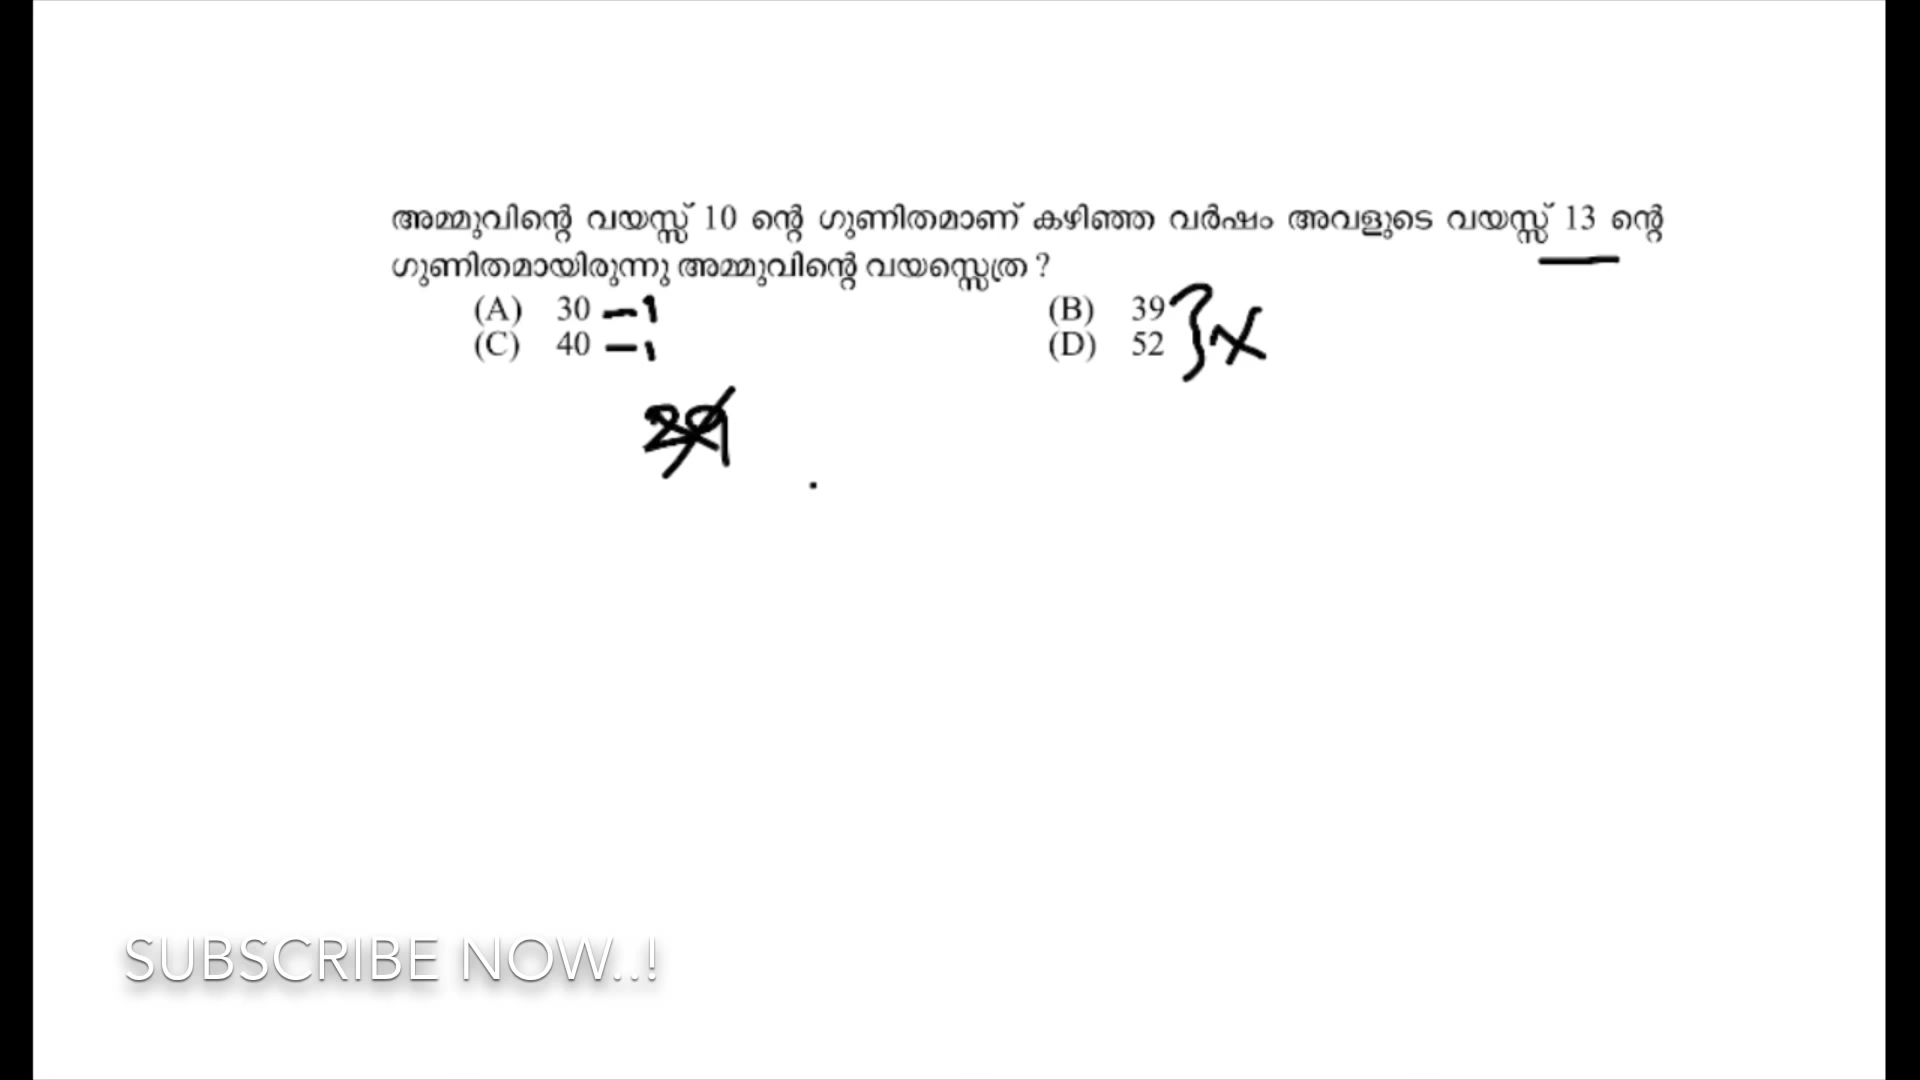 അമ്മുവിന്റെ വയസ്സ് 10 ന്റെ ഗുണിതമാണ് കഴിഞ്ഞ വർഷം അവളുടെ വയസ്സ് 13 ന്റെ
ഗുണിതമായിരുന്നു അമ്മുവിന്റെ വയസ്സെത്ര ?
(A) 30 -1 (B) 39
(C) 40 -1 (D) 52
29
SUBSCRIBE NOW..!